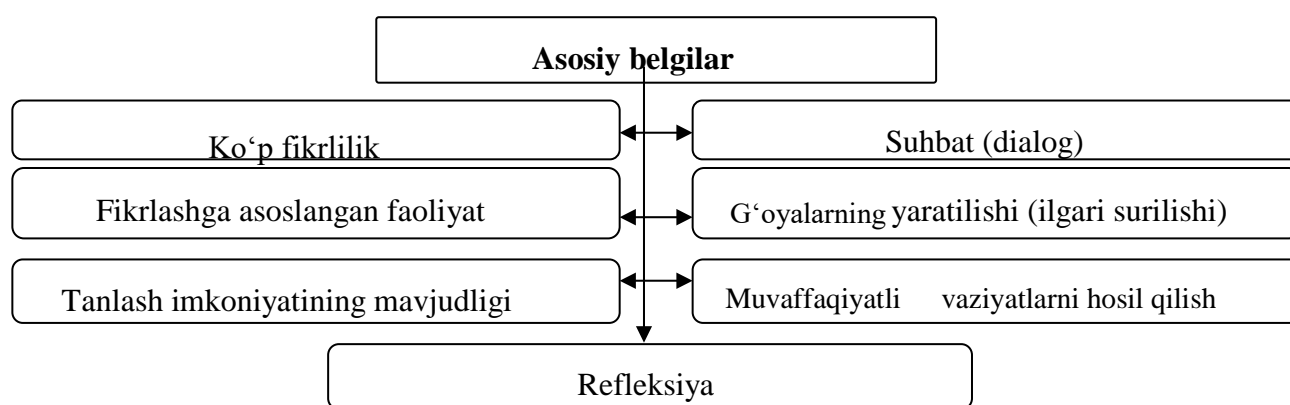 Asosiy belgilar
Ko‘p fikrlilik
Suhbat (dialog)
Fikrlashga asoslangan faoliyat
G‘oyalarning yaratilishi (ilgari surilishi)
Tanlash imkoniyatining mavjudligi
Muvaffaqiyatli vaziyatlarni hosil qilish
Refleksiya